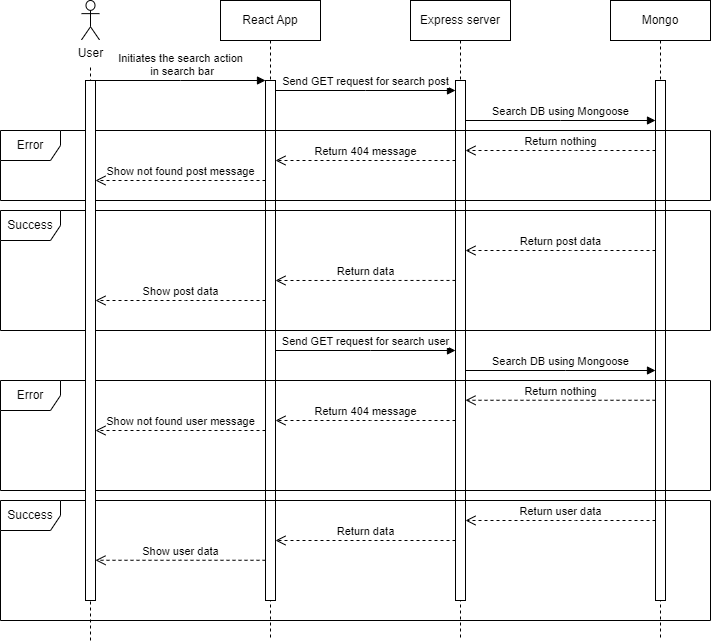 React App
Express server
Mongo
User
Initiates the search action
in search bar
Send GET request for search post
Search DB using Mongoose
Error
Return nothing
Return 404 message
Show not found post message
Success
Return post data
Return data
Show post data
Send GET request for search user
Search DB using Mongoose
Error
Return nothing
Return 404 message
Show not found user message
Success
Return user data
Return data
Show user data